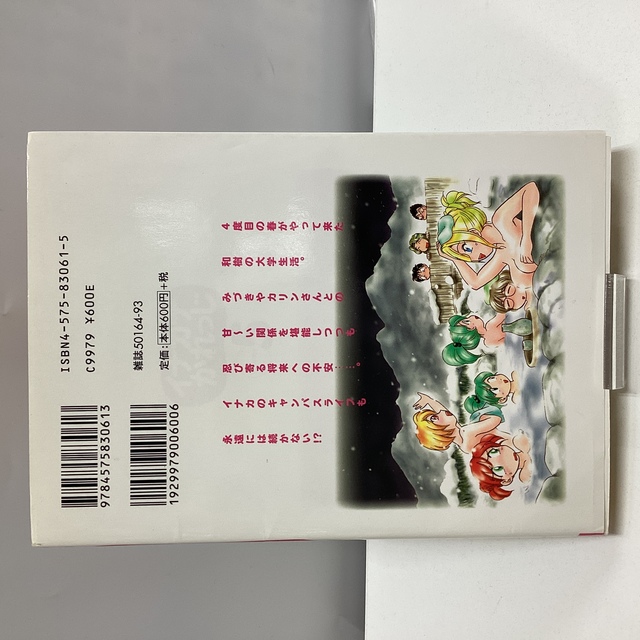 4度目の春がやって来た
和樹の大学生活。
みづきやカリンさんとの
甘〜い関係を堪能しつつも
忍び寄る将来への不安……。
イナカのキャンパスライフも
永遠には続かない!?
ISBN4-575-83061-5
C9979 ¥600E
雑誌50164-93
定価:本体600円+税
9784575830613
1929979006006